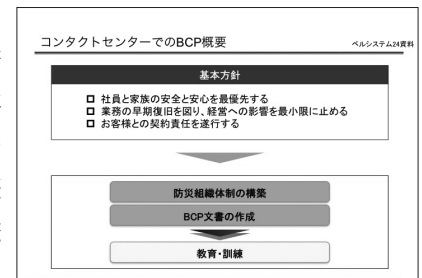 コンタクトセンターでのBCP概要
ベルシステム24資料
基本方針
社員と家族の安全と安心を最優先する
業務の早期復旧を図り、経営への影響を最小限に止める
お客様との契約責任を遂行する
防災組織体制の構築
BCP文書の作成
教育・訓練